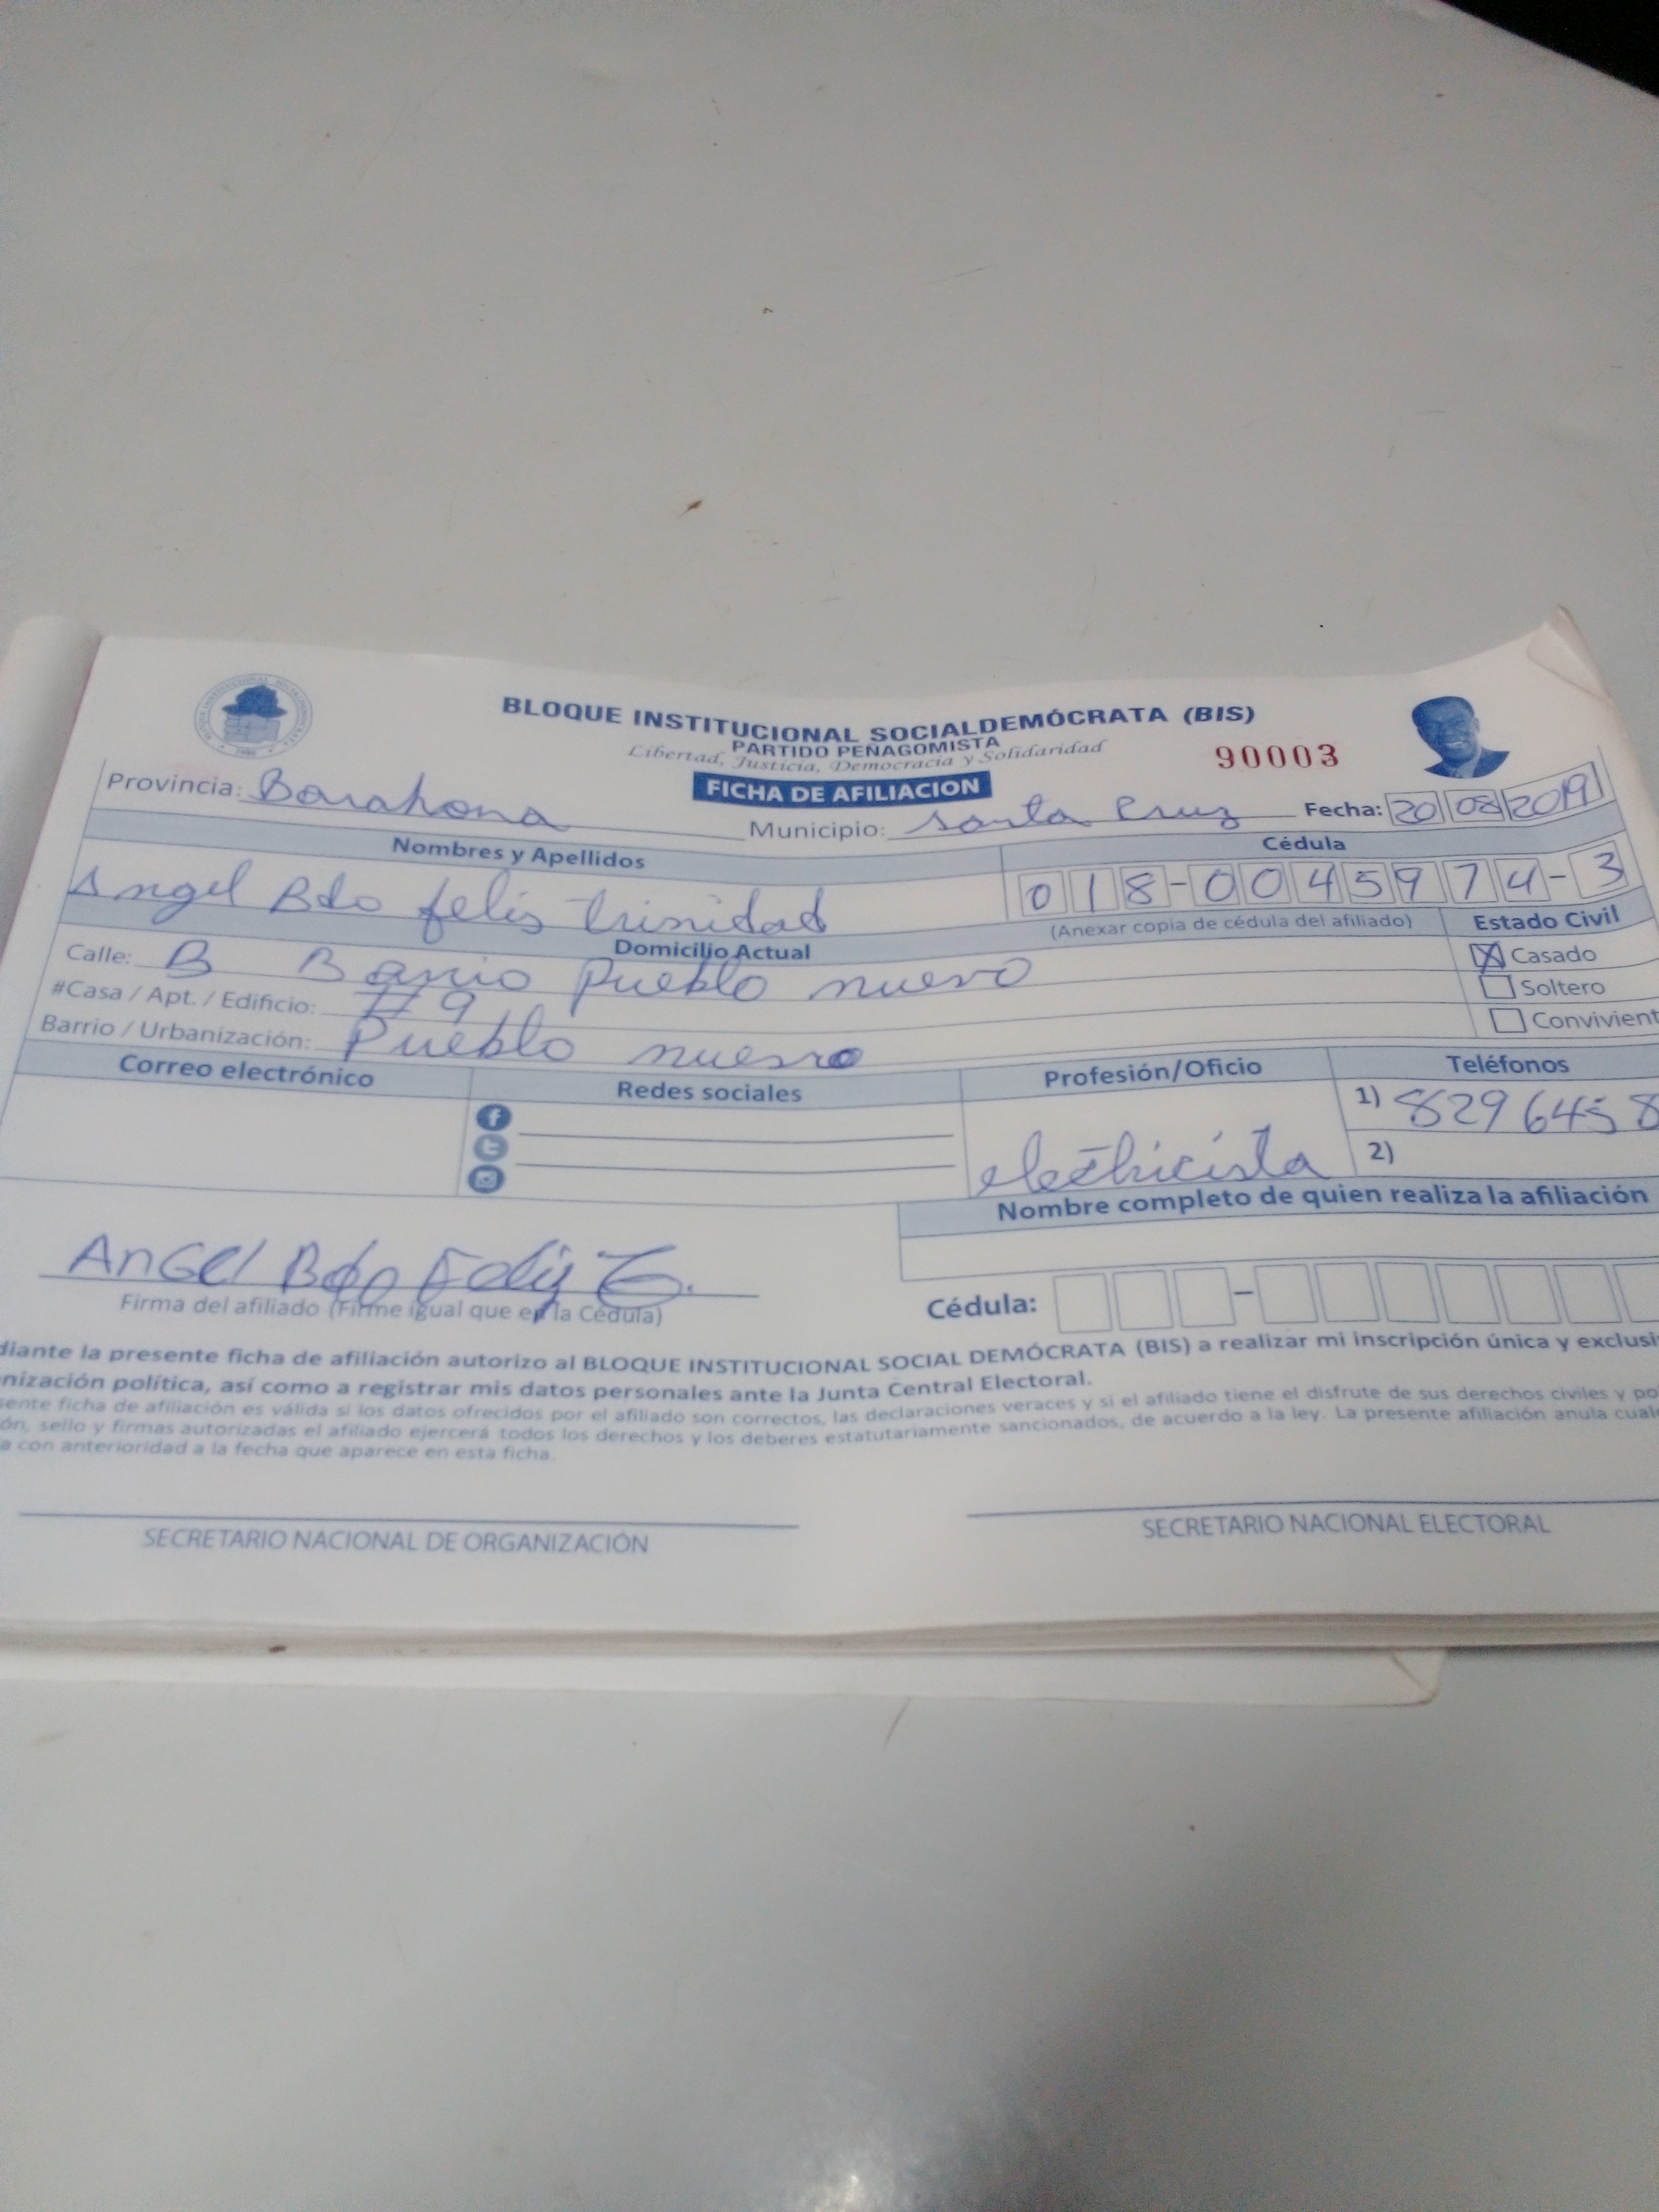 BLOQUE INSTITUCIONAL SOCIALDEMÓCRATA (BIS)
PARTIDO PEÑAGOMISTA
Libertad, Justicia, Democracia y Solidaridad
90003
FICHA DE AFILIACION
Provincia: Barahona Municipio: Santa Cruz Fecha: 20 08 2019
Nombres y Apellidos Cédula
Angel Bdo felis trinidad 018-0045974-3
(Anexar copia de cédula del afiliado) Estado Civil
Domicilio Actual
Calle: B Barrio Pueblo nuevo Casado
#Casa / Apt. / Edificio: #9 Soltero
Barrio / Urbanización: Pueblo nuevo Convivient
Correo electrónico Redes sociales Profesión/Oficio Teléfonos
1) 8296458
electricista 2)
Nombre completo de quien realiza la afiliación
Angel Bdo Feliz T.
Firma del afiliado (Firme igual que en la Cédula) Cédula:
diante la presente ficha de afiliación autorizo al BLOQUE INSTITUCIONAL SOCIAL DEMÓCRATA (BIS) a realizar mi inscripción única y exclusi
nización política, así como a registrar mis datos personales ante la Junta Central Electoral.
sente ficha de afiliación es válida si los datos ofrecidos por el afiliado son correctos, las declaraciones veraces y si el afiliado tiene el disfrute de sus derechos civiles y po
ón, sello y firmas autorizadas el afiliado ejercerá todos los derechos y los deberes estatutariamente sancionados, de acuerdo a la ley. La presente afiliación anula cual
a con anterioridad a la fecha que aparece en esta ficha.
SECRETARIO NACIONAL DE ORGANIZACIÓN SECRETARIO NACIONAL ELECTORAL